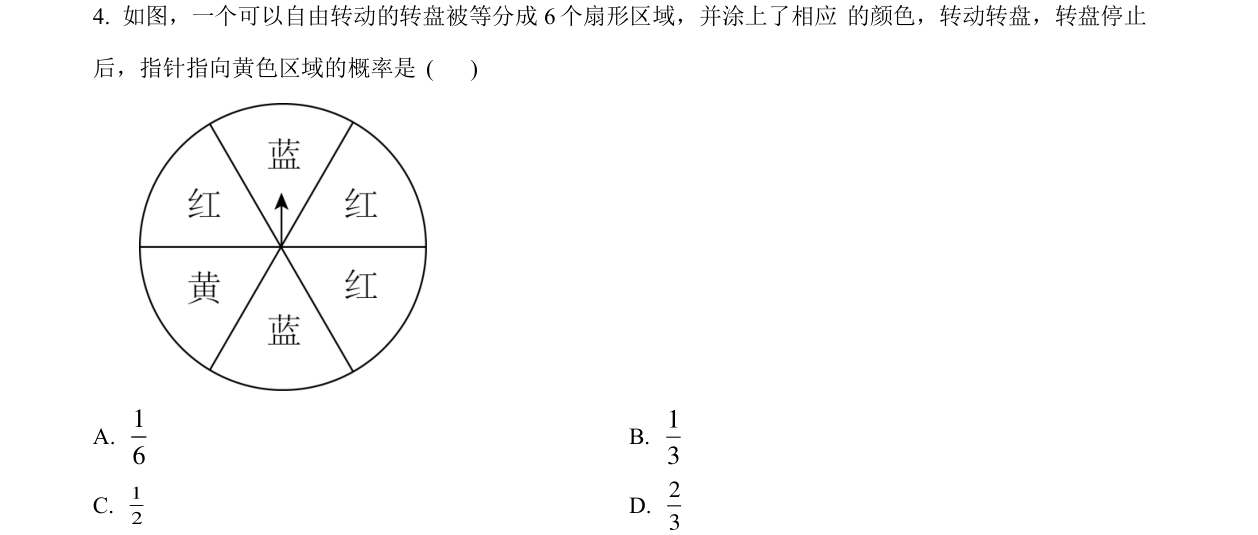 4. 如图，一个可以自由转动的转盘被等分成 6 个扇形区域，并涂上了相应 的颜色，转动转盘，转盘停止
后，指针指向黄色区域的概率是 (    )
蓝
红
红
黄
红
蓝
A. 1/6
B. 1/3
C. 1/2
D. 2/3